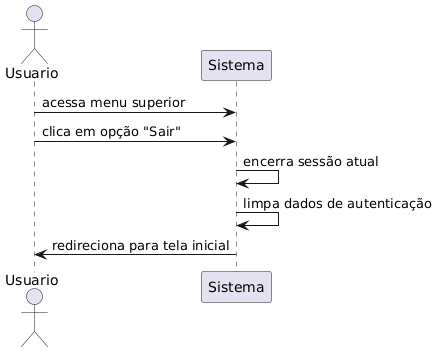 Usuario
Sistema
acessa menu superior
clica em opção "Sair"
encerra sessão atual
limpa dados de autenticação
redireciona para tela inicial
Usuario
Sistema